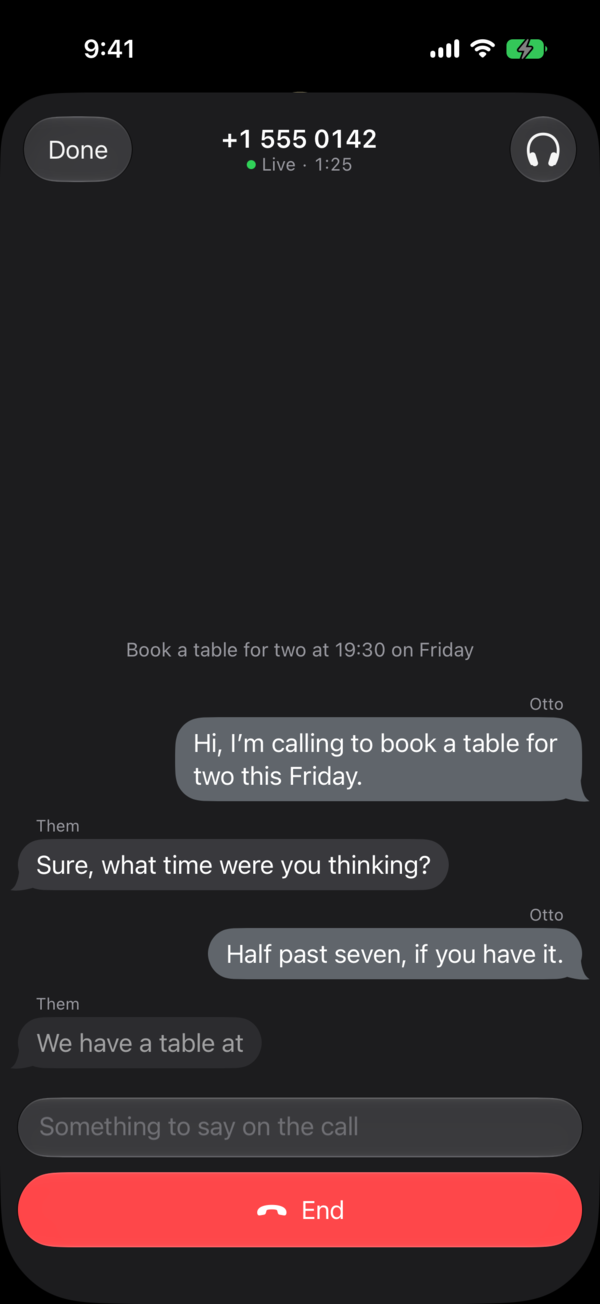 9:41
Done
+1 555 0142
Live · 1:25
Book a table for two at 19:30 on Friday
Otto
Hi, I’m calling to book a table for
two this Friday.
Them
Sure, what time were you thinking?
Otto
Half past seven, if you have it.
Them
We have a table at
Something to say on the call
End